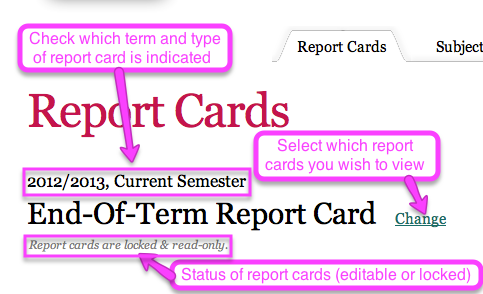 Check which term and type
of report card is indicated
Report Cards
Subject
Report Cards
Select which report
cards you wish to view
2012/2013, Current Semester
End-Of-Term Report Card
Change
Report cards are locked & read-only.
Status of report cards (editable or locked)